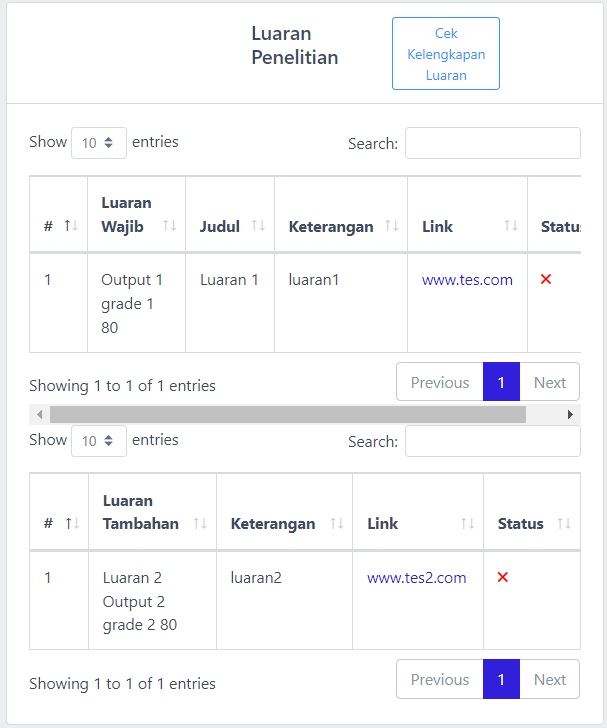 Luaran
Penelitian
Cek
Kelengkapan
Luaran
Show 10 entries
Search:
# Luaran Wajib Judul Keterangan Link Statu
1 Output 1 grade 1 80 Luaran 1 luaran1 www.tes.com
Showing 1 to 1 of 1 entries
Previous 1 Next
Show 10 entries
Search:
# Luaran Tambahan Keterangan Link Status
1 Luaran 2 Output 2 grade 2 80 luaran2 www.tes2.com
Showing 1 to 1 of 1 entries
Previous 1 Next